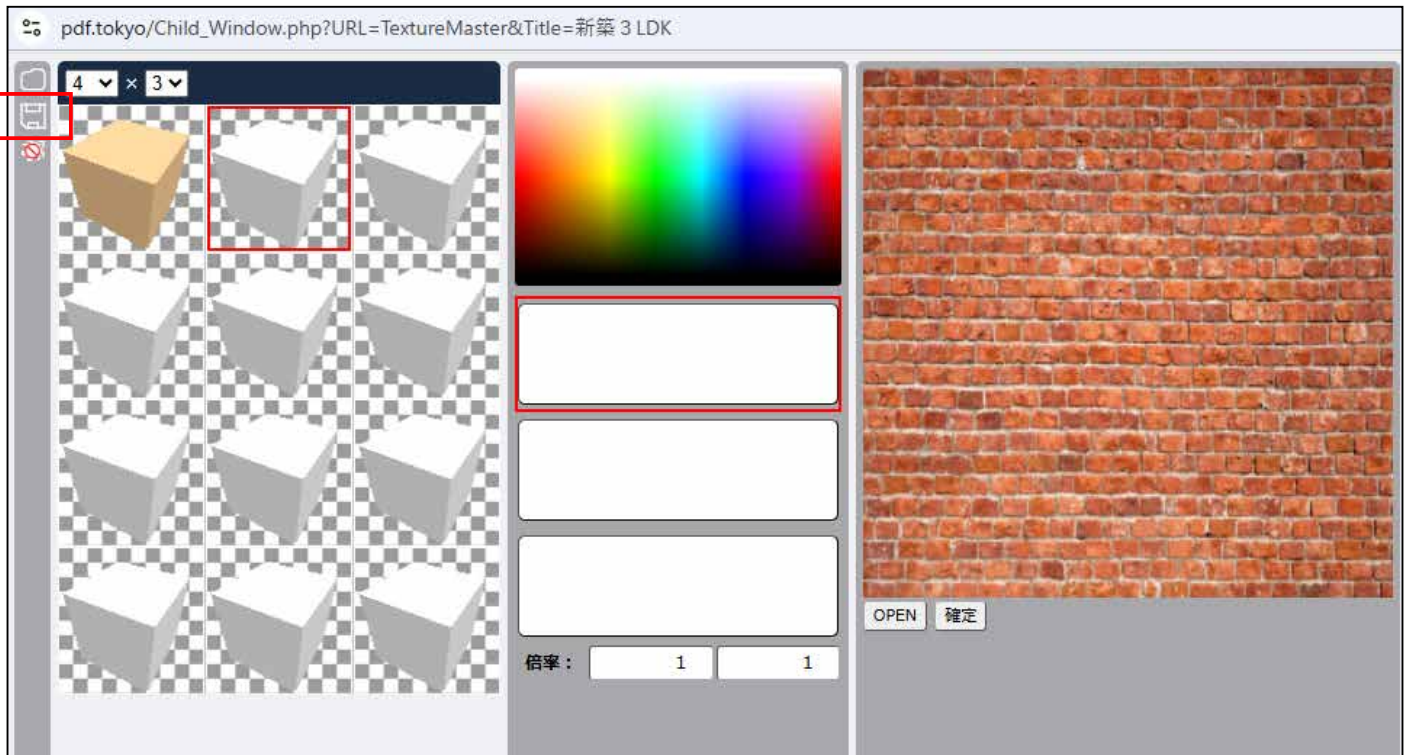 pdf.tokyo/Child_Window.php?URL=TextureMaster&Title=新築 3 LDK
4 × 3
OPEN 確定
倍率： 1 1